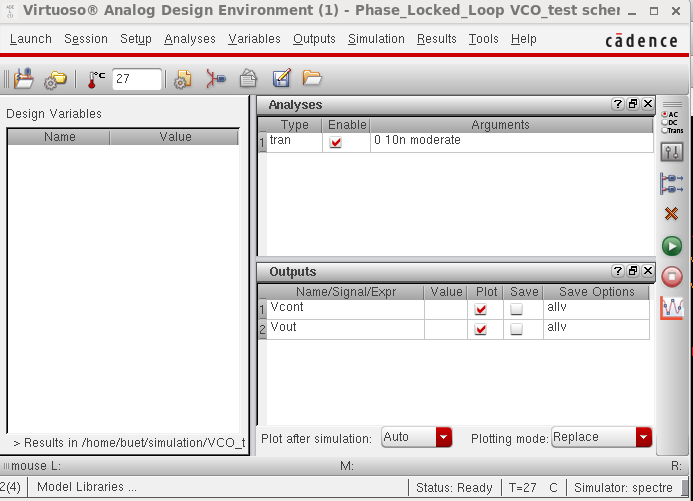 Virtuoso® Analog Design Environment (1) - Phase_Locked_Loop VCO_test scher
Launch Session Setup Analyses Variables Outputs Simulation Results Tools Help
cādence
°C 27
Design Variables
Name Value
> Results in /home/buet/simulation/VCO_t
Analyses
Type Enable Arguments
1 tran 0 10n moderate
Outputs
Name/Signal/Expr Value Plot Save Save Options
1 Vcont allv
2 Vout allv
Plot after simulation: Auto Plotting mode: Replace
AC
DC
Trans
mouse L: M: R:
2(4) Model Libraries ... Status: Ready T=27 C Simulator: spectre